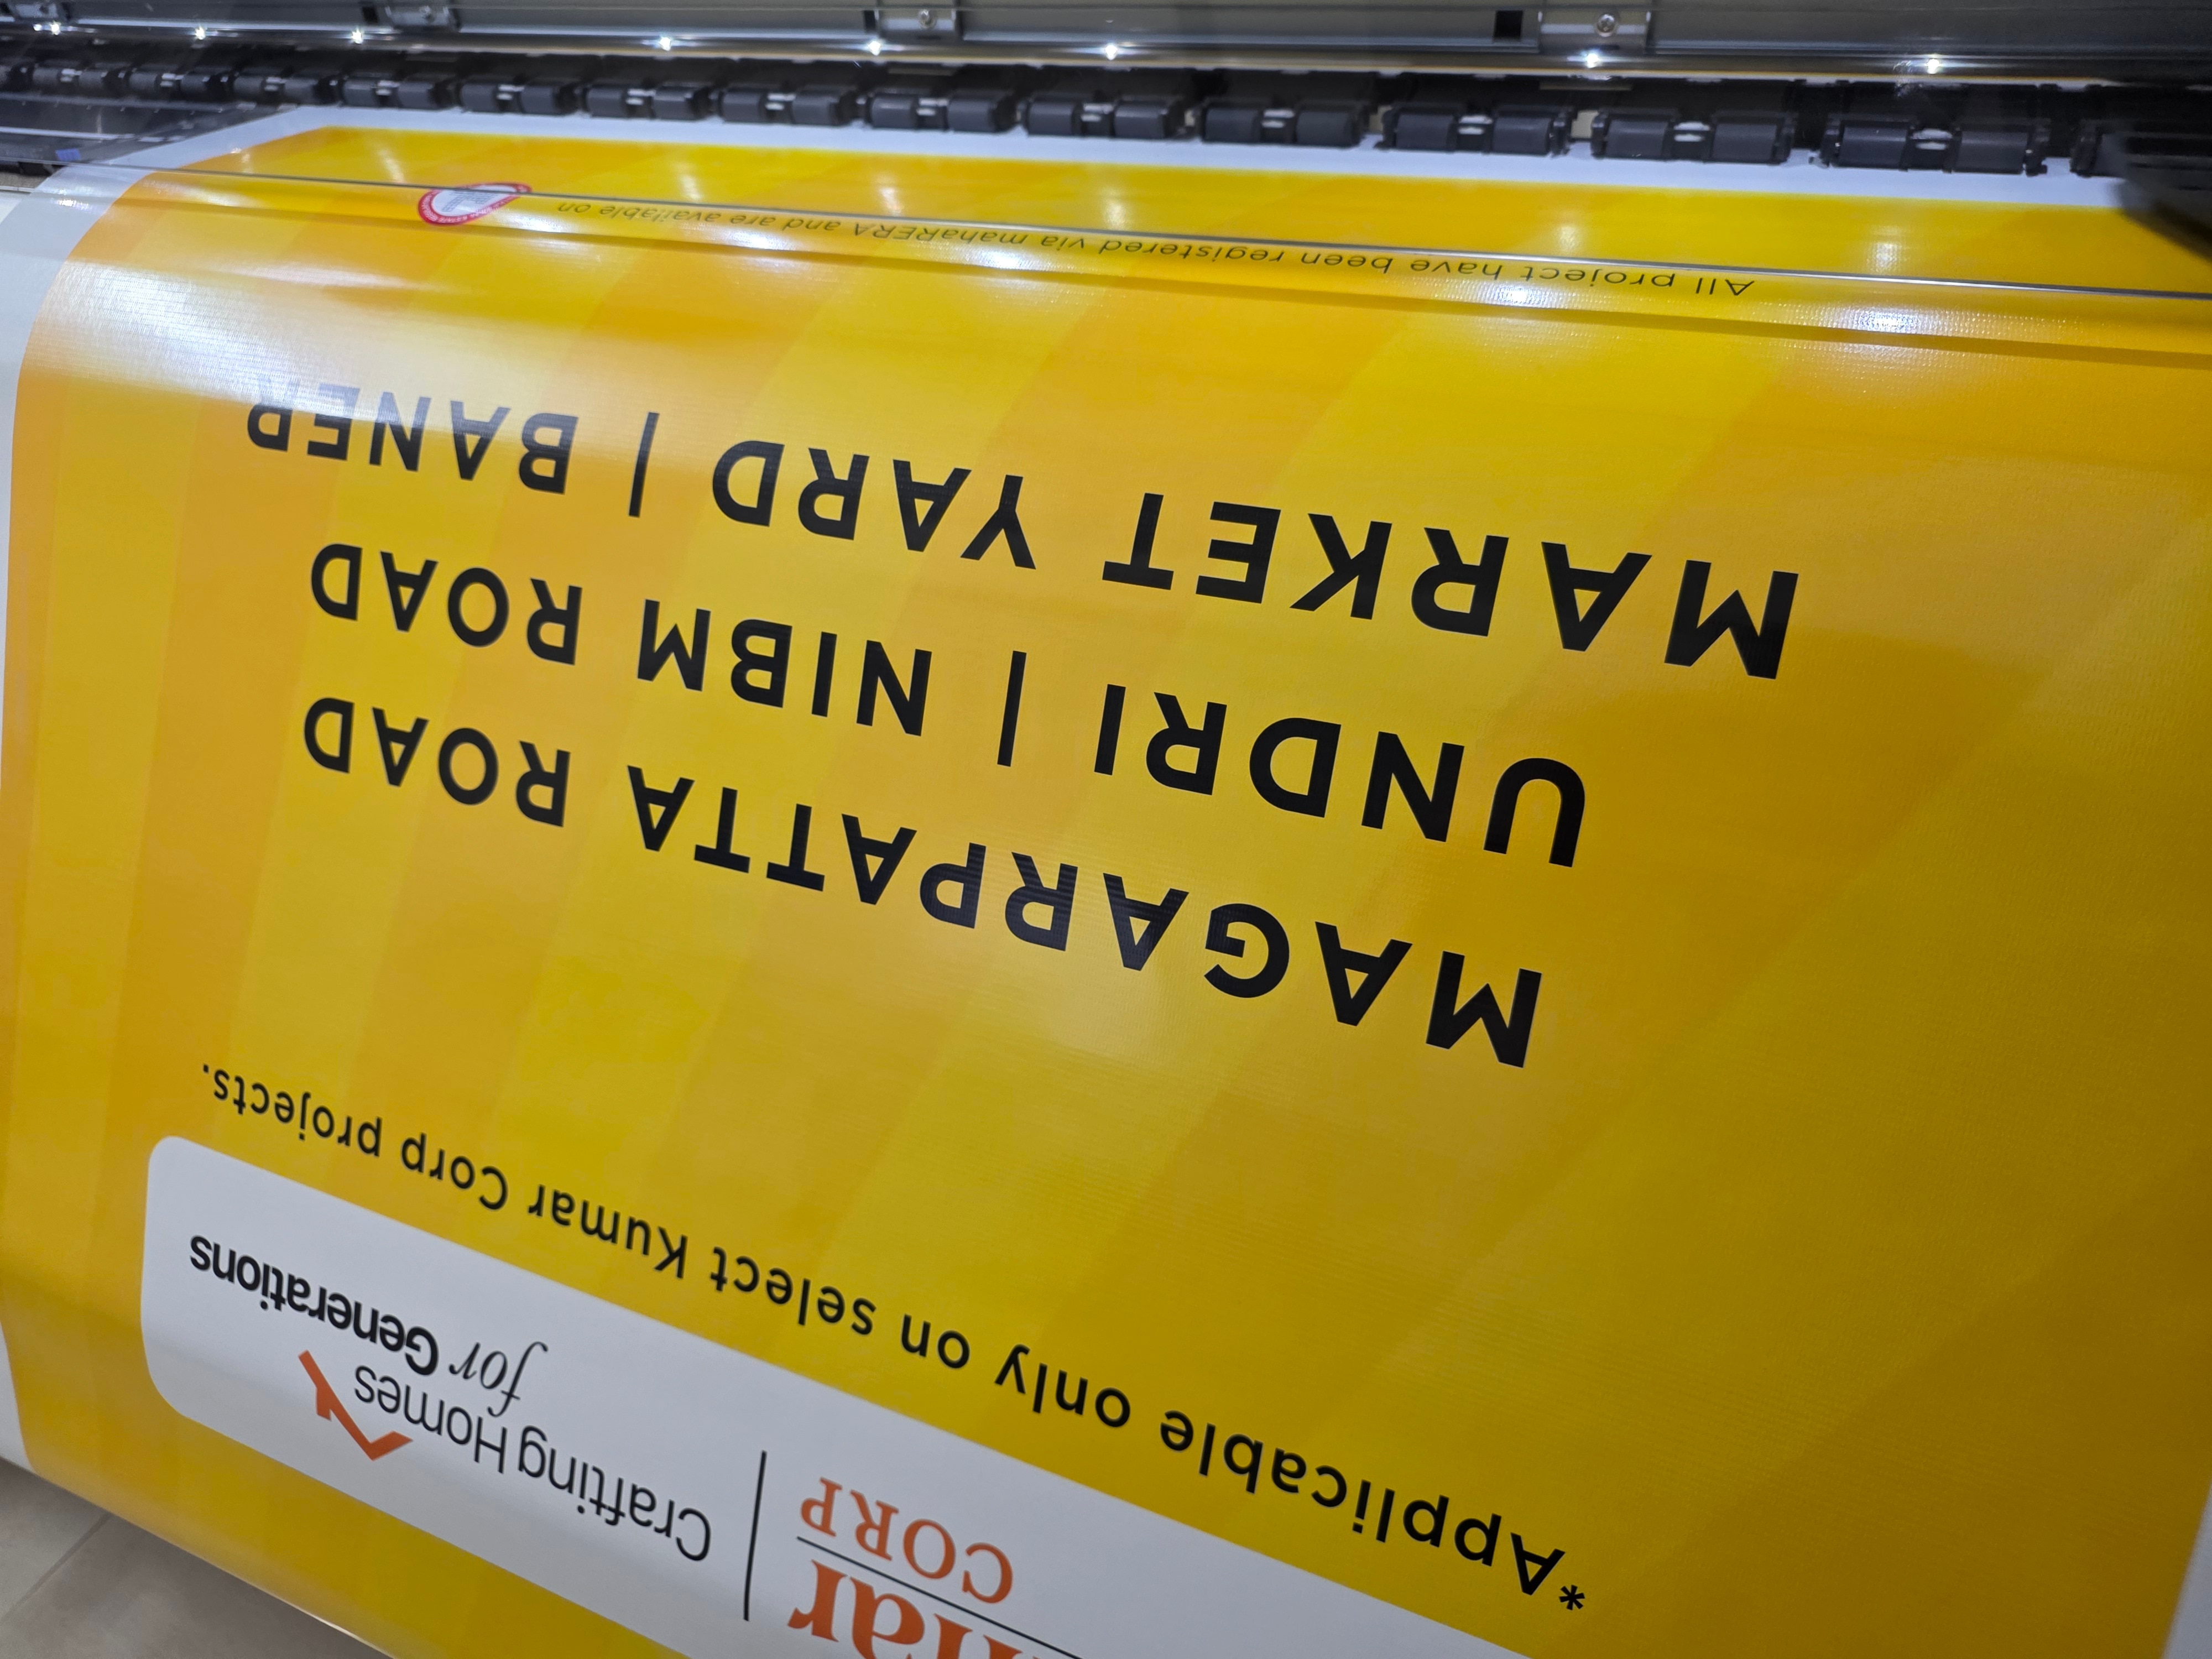 mar
CORP
Crafting Homes
for Generations
*Applicable only on select Kumar Corp projects.
MAGARPATTA ROAD
UNDRI | NIBM ROAD
MARKET YARD | BANER
All project have been registered via mahaRERA and are available on